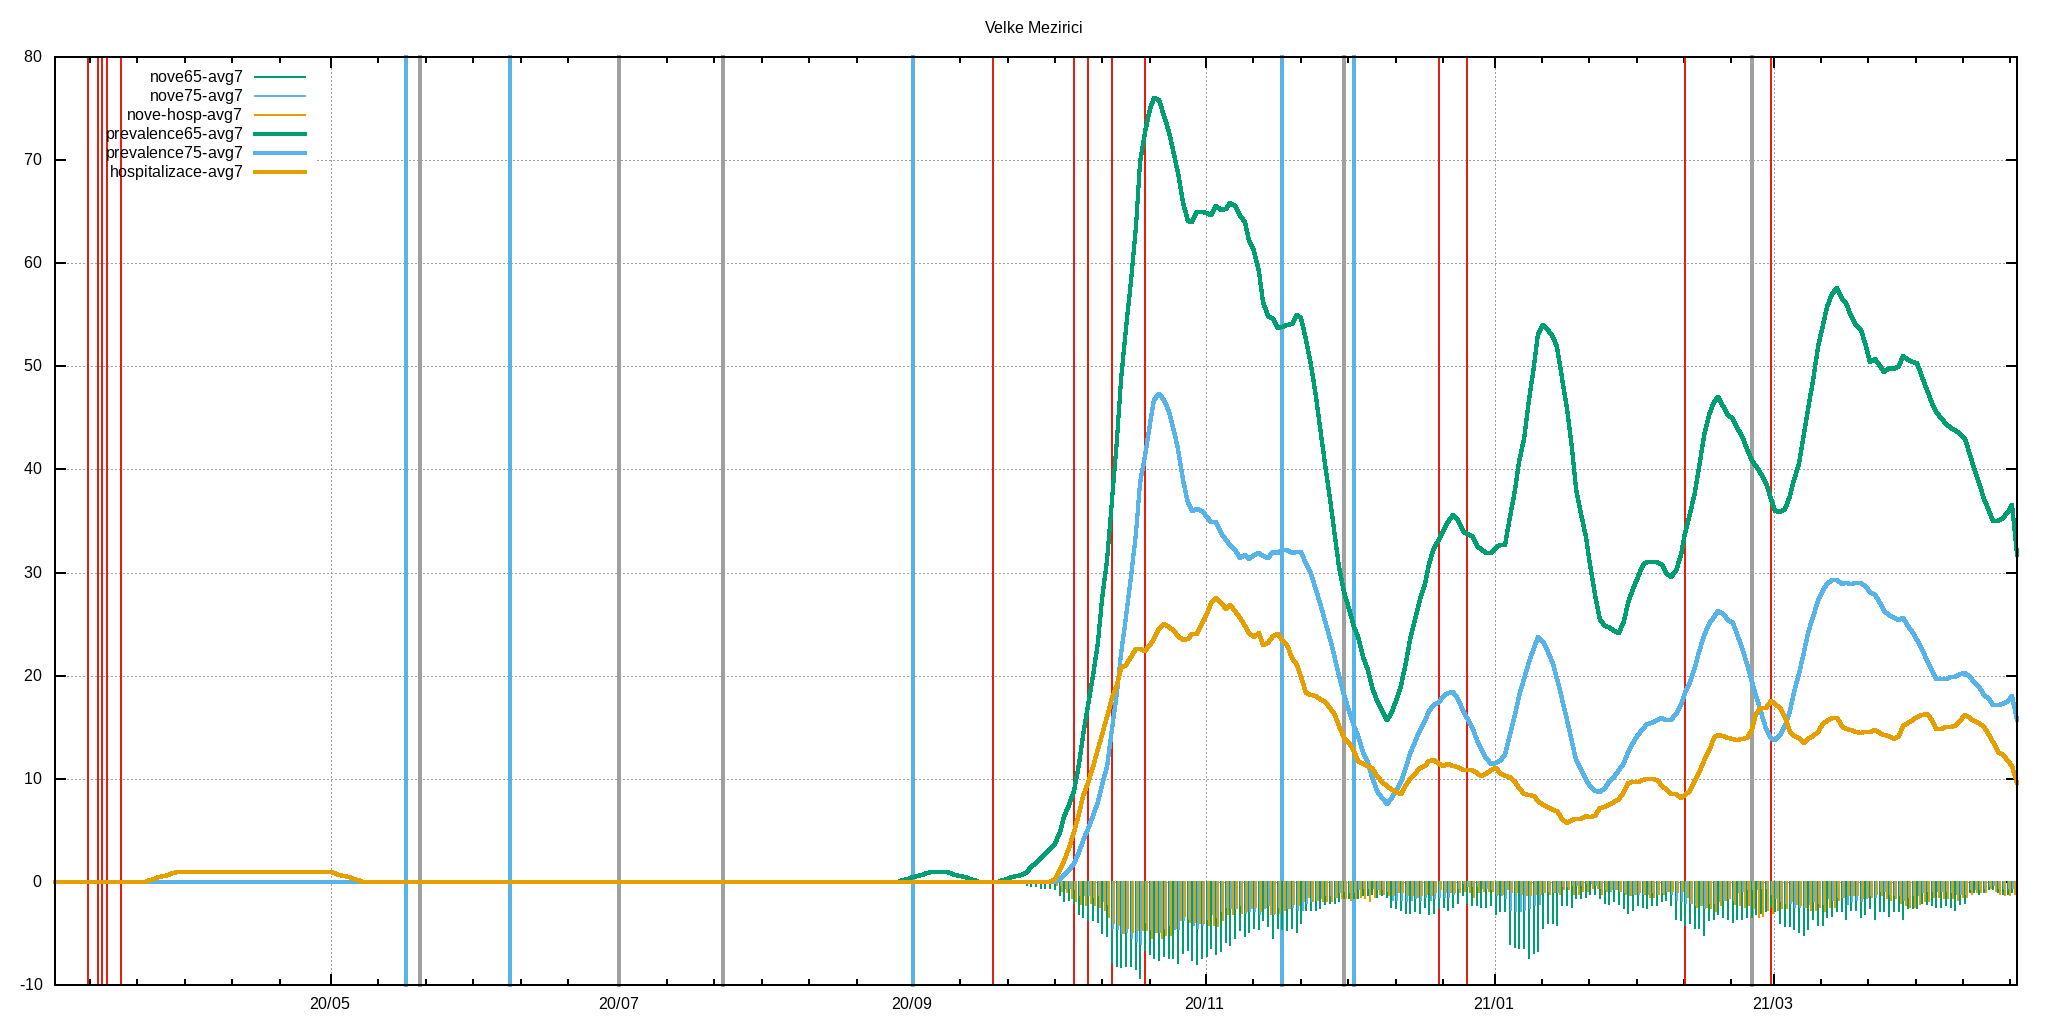 Velke Mezirici
80
nove65-avg7
nove75-avg7
nove-hosp-avg7
prevalence65-avg7
prevalence75-avg7
hospitalizace-avg7
70
60
50
40
30
20
10
0
-10
20/05 20/07 20/09 20/11 21/01 21/03